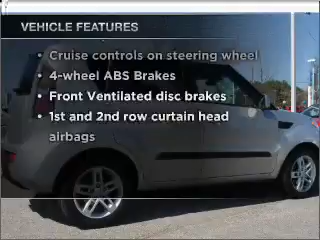 VEHICLE FEATURES
• Cruise controls on steering wheel
• 4-wheel ABS Brakes
• Front Ventilated disc brakes
• 1st and 2nd row curtain head
airbags